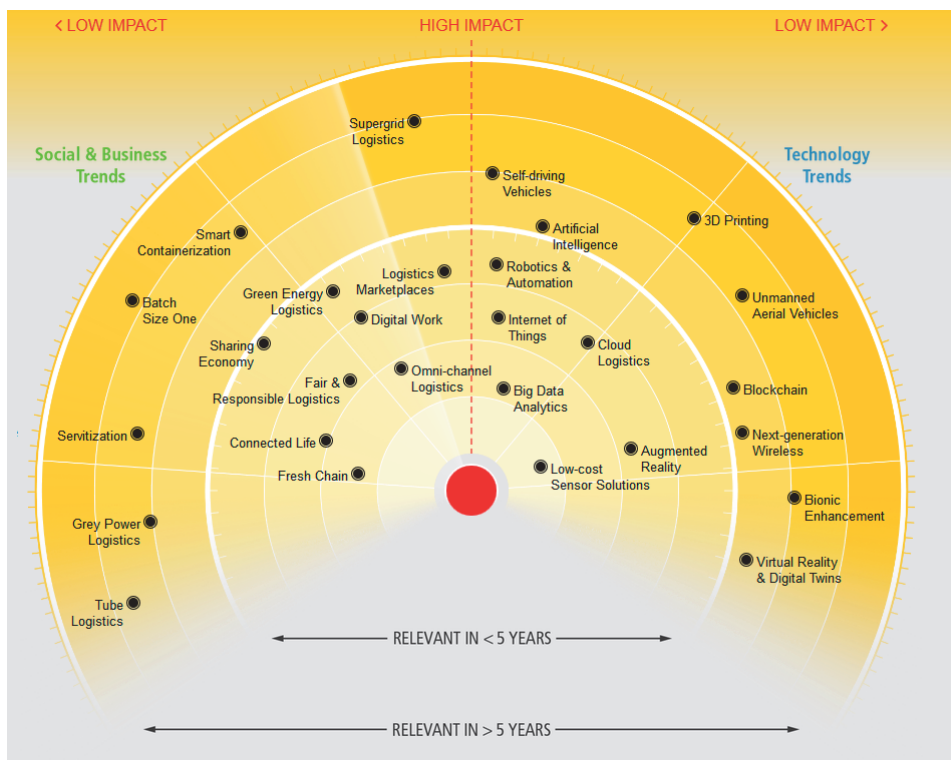 < LOW IMPACT
HIGH IMPACT
LOW IMPACT >
Social & Business
Trends
Technology
Trends
Supergrid
Logistics
Self-driving
Vehicles
3D Printing
Artificial
Intelligence
Smart
Containerization
Logistics
Marketplaces
Robotics &
Automation
Green Energy
Logistics
Batch
Size One
Unmanned
Aerial Vehicles
Digital Work
Internet of
Things
Sharing
Economy
Cloud
Logistics
Omni-channel
Logistics
Fair &
Responsible Logistics
Big Data
Analytics
Blockchain
Servitization
Connected Life
Next-generation
Wireless
Augmented
Reality
Fresh Chain
Low-cost
Sensor Solutions
Bionic
Enhancement
Grey Power
Logistics
Virtual Reality
& Digital Twins
Tube
Logistics
RELEVANT IN < 5 YEARS
RELEVANT IN > 5 YEARS